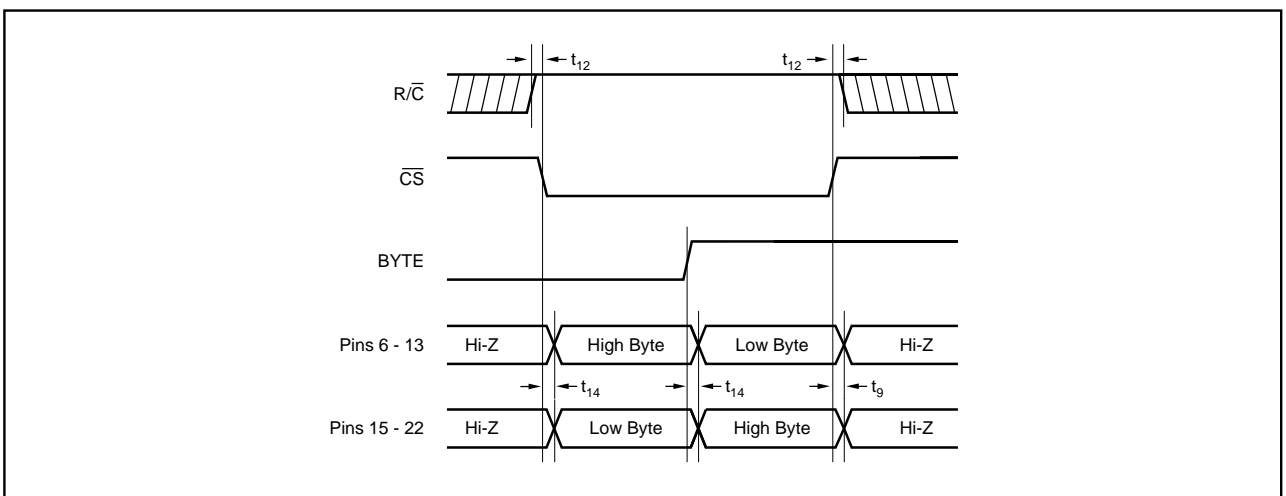 t12 t12
R/C̅
C̅S̅
BYTE
Pins 6 - 13 Hi-Z High Byte Low Byte Hi-Z
t14 t14 t9
Pins 15 - 22 Hi-Z Low Byte High Byte Hi-Z